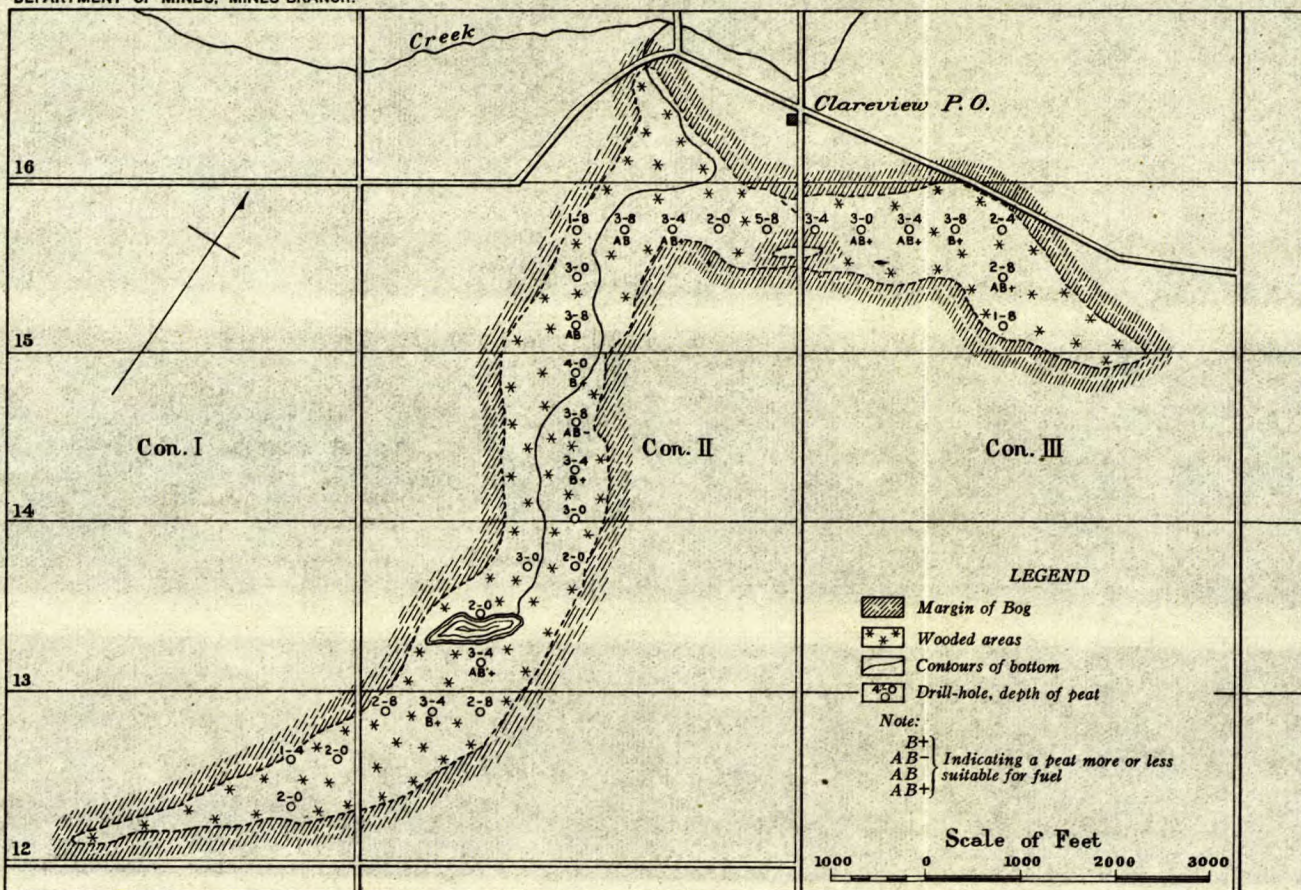 DEPARTMENT OF MINES, MINES BRANCH.
Creek
Clareview P.O.
16
1-8 3-8 3-4 2-0 5-8 3-4 3-0 3-4 3-8 2-4
AB AB+ AB+ AB+ B+
3-0 2-8
AB+
3-8 1-8
AB
15
4-0
B+
3-8
AB-
Con. I Con. II Con. III
3-4
B+
3-0
14
3-0 2-0
2-0
3-4
AB+
13
2-8 3-4 2-8
B+
1-4 2-0
2-0
12
LEGEND
Margin of Bog
Wooded areas
Contours of bottom
4-0 Drill-hole, depth of peat
Note:
B+
AB- Indicating a peat more or less
AB suitable for fuel
AB+
Scale of Feet
1000 0 1000 2000 3000